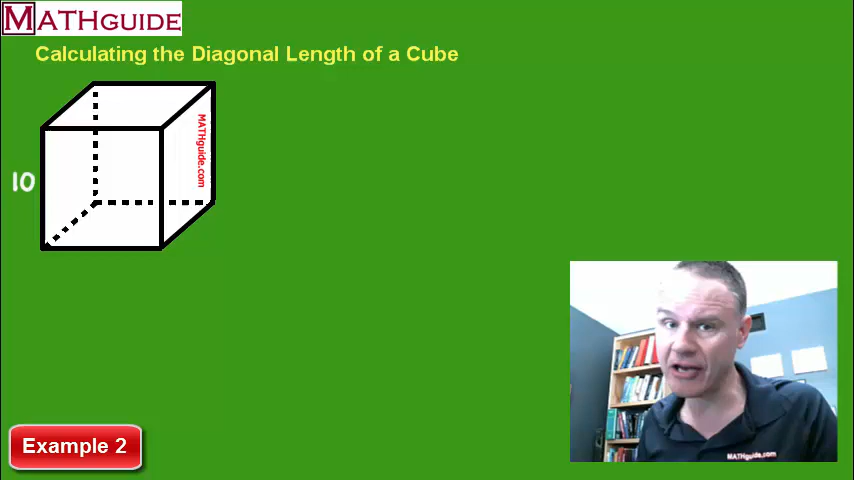 MATHGUIDE
Calculating the Diagonal Length of a Cube
MATHguide.com
10
MATHguide.com
Example 2